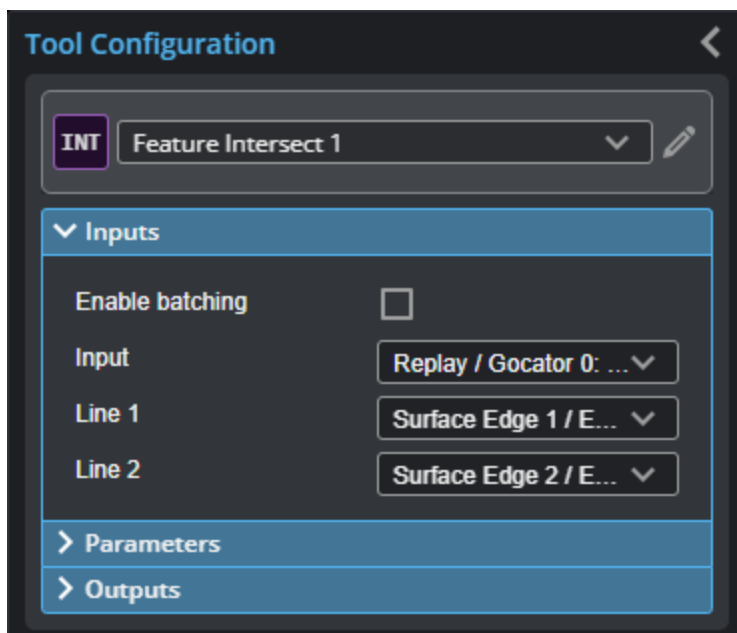 Tool Configuration
INT Feature Intersect 1
Inputs
Enable batching
Input Replay / Gocator 0: ...
Line 1 Surface Edge 1 / E...
Line 2 Surface Edge 2 / E...
Parameters
Outputs